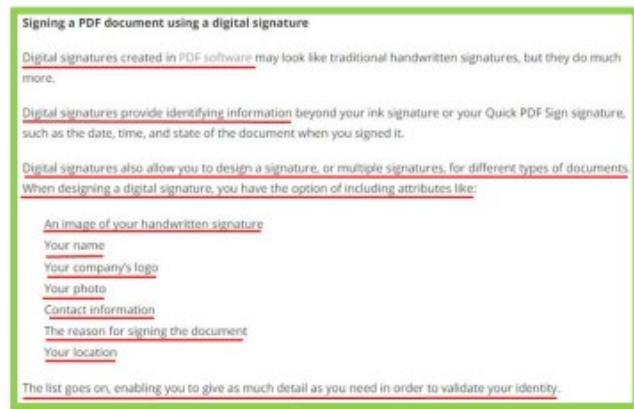 Signing a PDF document using a digital signature
Digital signatures created in PDF software may look like traditional handwritten signatures, but they do much
more.
Digital signatures provide identifying information beyond your ink signature or your Quick PDF Sign signature,
such as the date, time, and state of the document when you signed it.
Digital signatures also allow you to design a signature, or multiple signatures, for different types of documents.
When designing a digital signature, you have the option of including attributes like:
An image of your handwritten signature
Your name
Your company's logo
Your photo
Contact information
The reason for signing the document
Your location
The list goes on, enabling you to give as much detail as you need in order to validate your identity.